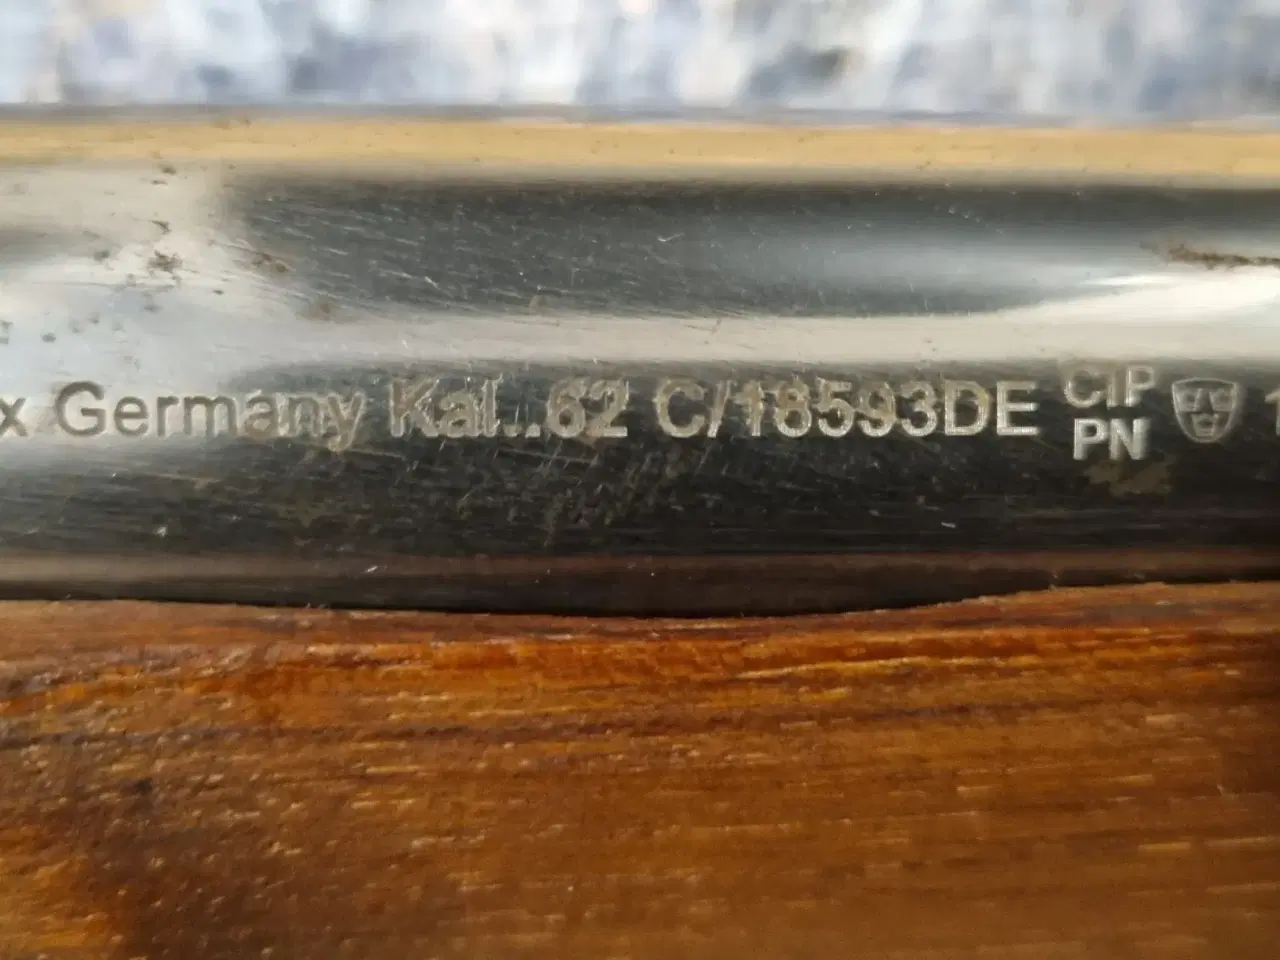 x Germany Kal..62 C/18593DE CIP
PN